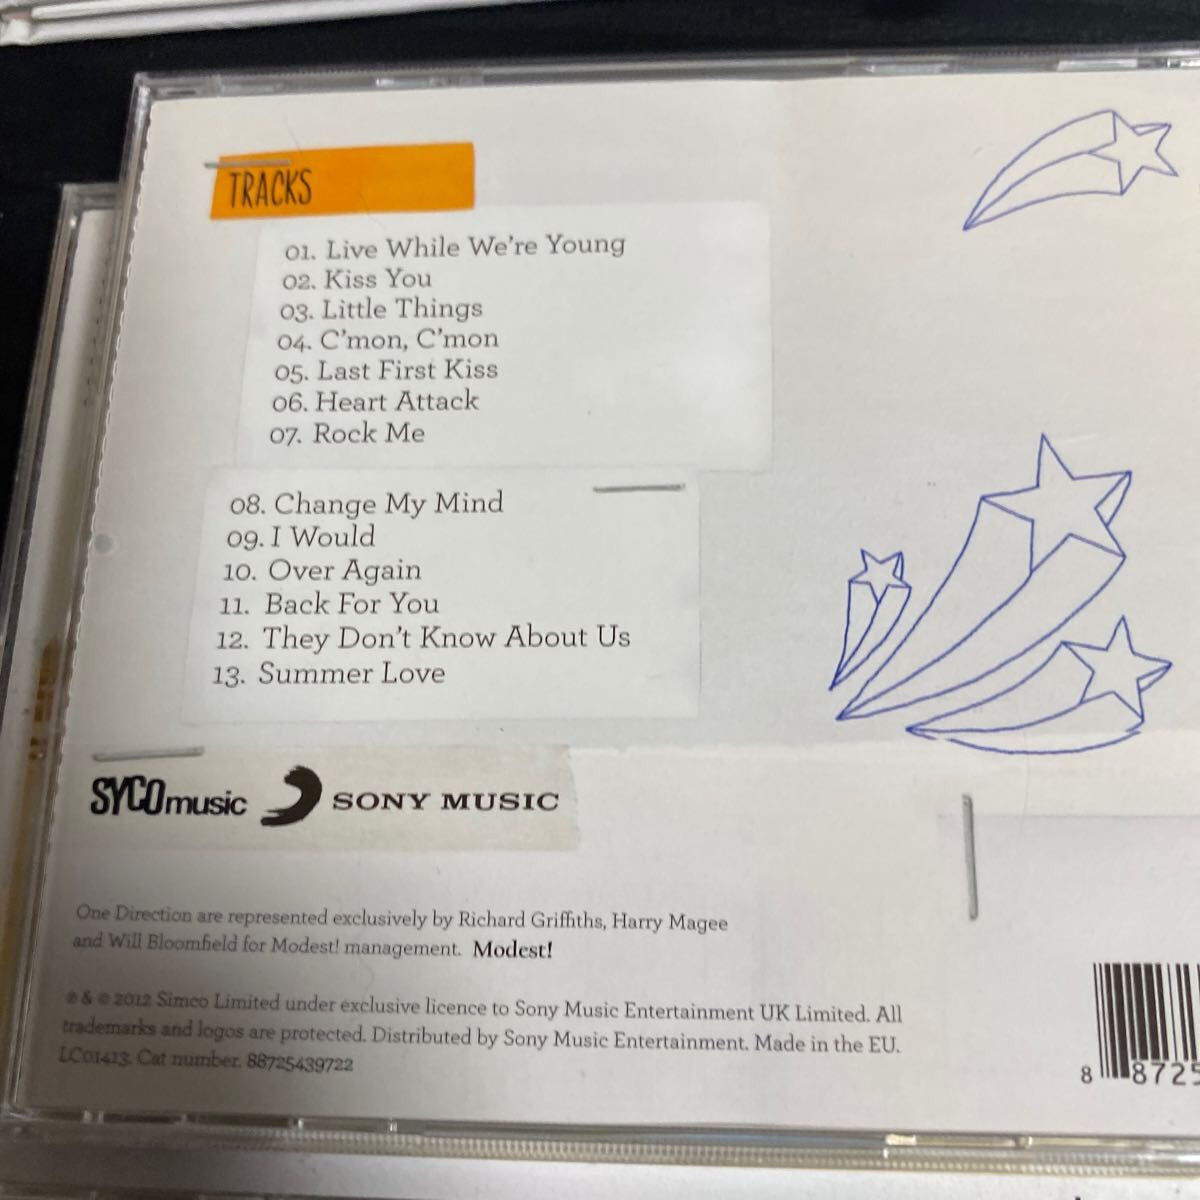 TRACKS
01. Live While We're Young
02. Kiss You
03. Little Things
04. C'mon, C'mon
05. Last First Kiss
06. Heart Attack
07. Rock Me
08. Change My Mind
09. I Would
10. Over Again
11. Back For You
12. They Don't Know About Us
13. Summer Love
SYCOmusic SONY MUSIC
One Direction are represented exclusively by Richard Griffiths, Harry Magee
and Will Bloomfield for Modest! management. Modest!
℗ & © 2012 Simco Limited under exclusive licence to Sony Music Entertainment UK Limited. All
trademarks and logos are protected. Distributed by Sony Music Entertainment. Made in the EU.
LC01413. Cat number. 88725439722
8 8725